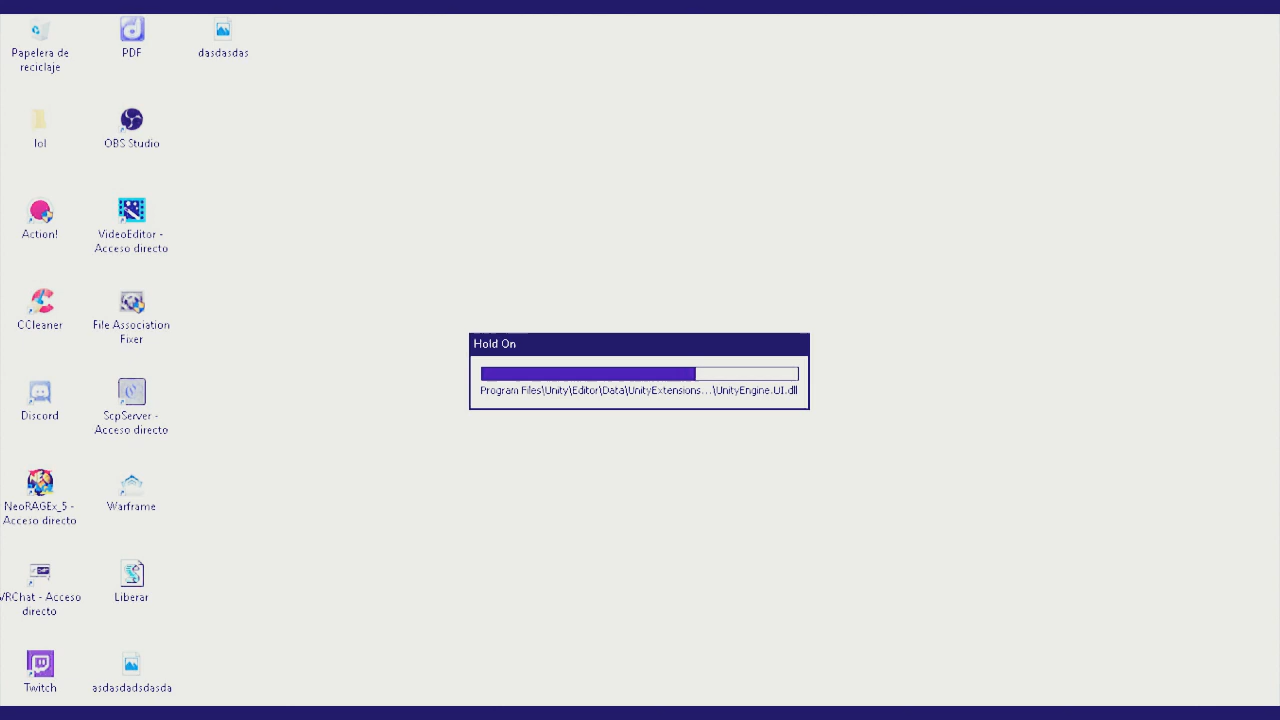 Papelera de
reciclaje
PDF
dasdasdas
lol
OBS Studio
Action!
VideoEditor -
Acceso directo
CCleaner
File Association
Fixer
Discord
ScpServer -
Acceso directo
NeoRAGEx_5 -
Acceso directo
Warframe
VRChat - Acceso
directo
Liberar
Twitch
asdasdadsdasda
Hold On
Program Files\Unity\Editor\Data\UnityExtensions...\UnityEngine.UI.dll